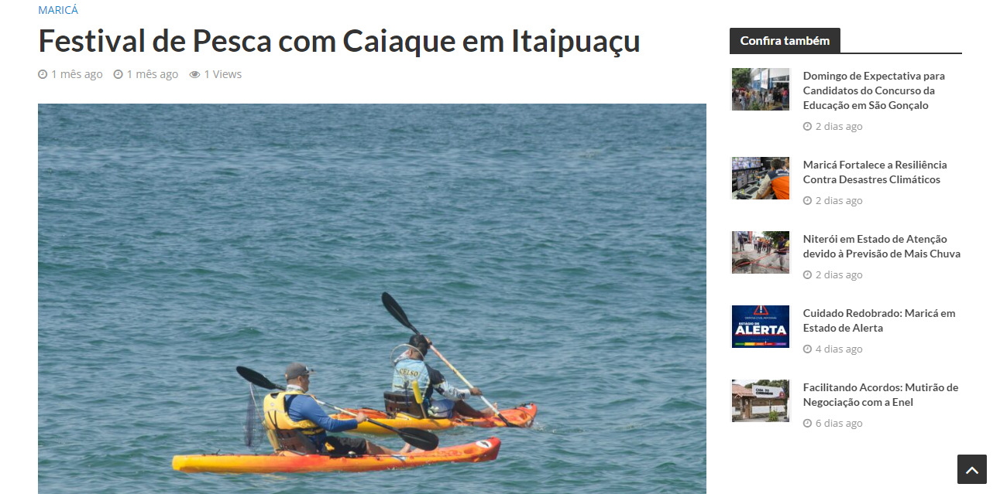 MARICÁ
Festival de Pesca com Caiaque em Itaipuaçu
1 mês ago 1 mês ago 1 Views
CELSO
Confira também
Domingo de Expectativa para
Candidatos do Concurso da
Educação em São Gonçalo
2 dias ago
Maricá Fortalece a Resiliência
Contra Desastres Climáticos
2 dias ago
Niterói em Estado de Atenção
devido à Previsão de Mais Chuva
2 dias ago
ESTÁGIO DE
ALERTA
Cuidado Redobrado: Maricá em
Estado de Alerta
4 dias ago
CASA DO
CONSUMIDOR
Facilitando Acordos: Mutirão de
Negociação com a Enel
6 dias ago